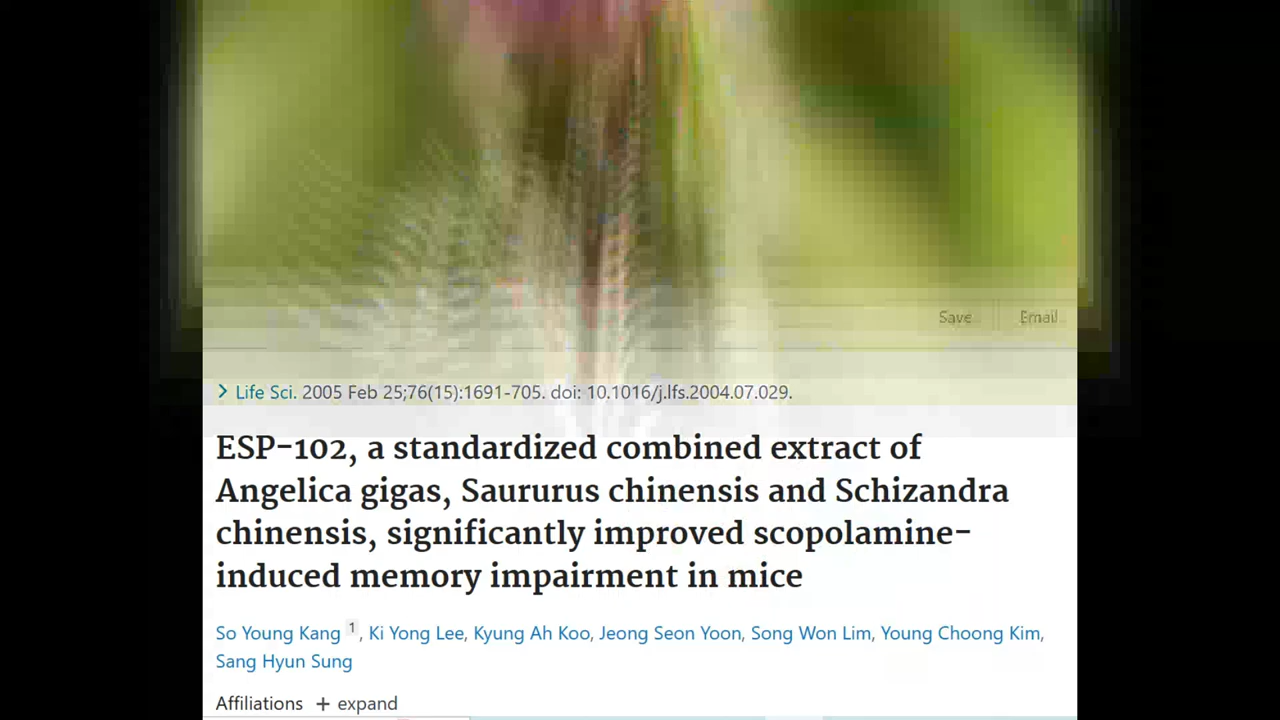 Save
Email
Life Sci. 2005 Feb 25;76(15):1691-705. doi: 10.1016/j.lfs.2004.07.029.
ESP-102, a standardized combined extract of
Angelica gigas, Saururus chinensis and Schizandra
chinensis, significantly improved scopolamine-
induced memory impairment in mice
So Young Kang 1, Ki Yong Lee, Kyung Ah Koo, Jeong Seon Yoon, Song Won Lim, Young Choong Kim,
Sang Hyun Sung
Affiliations + expand